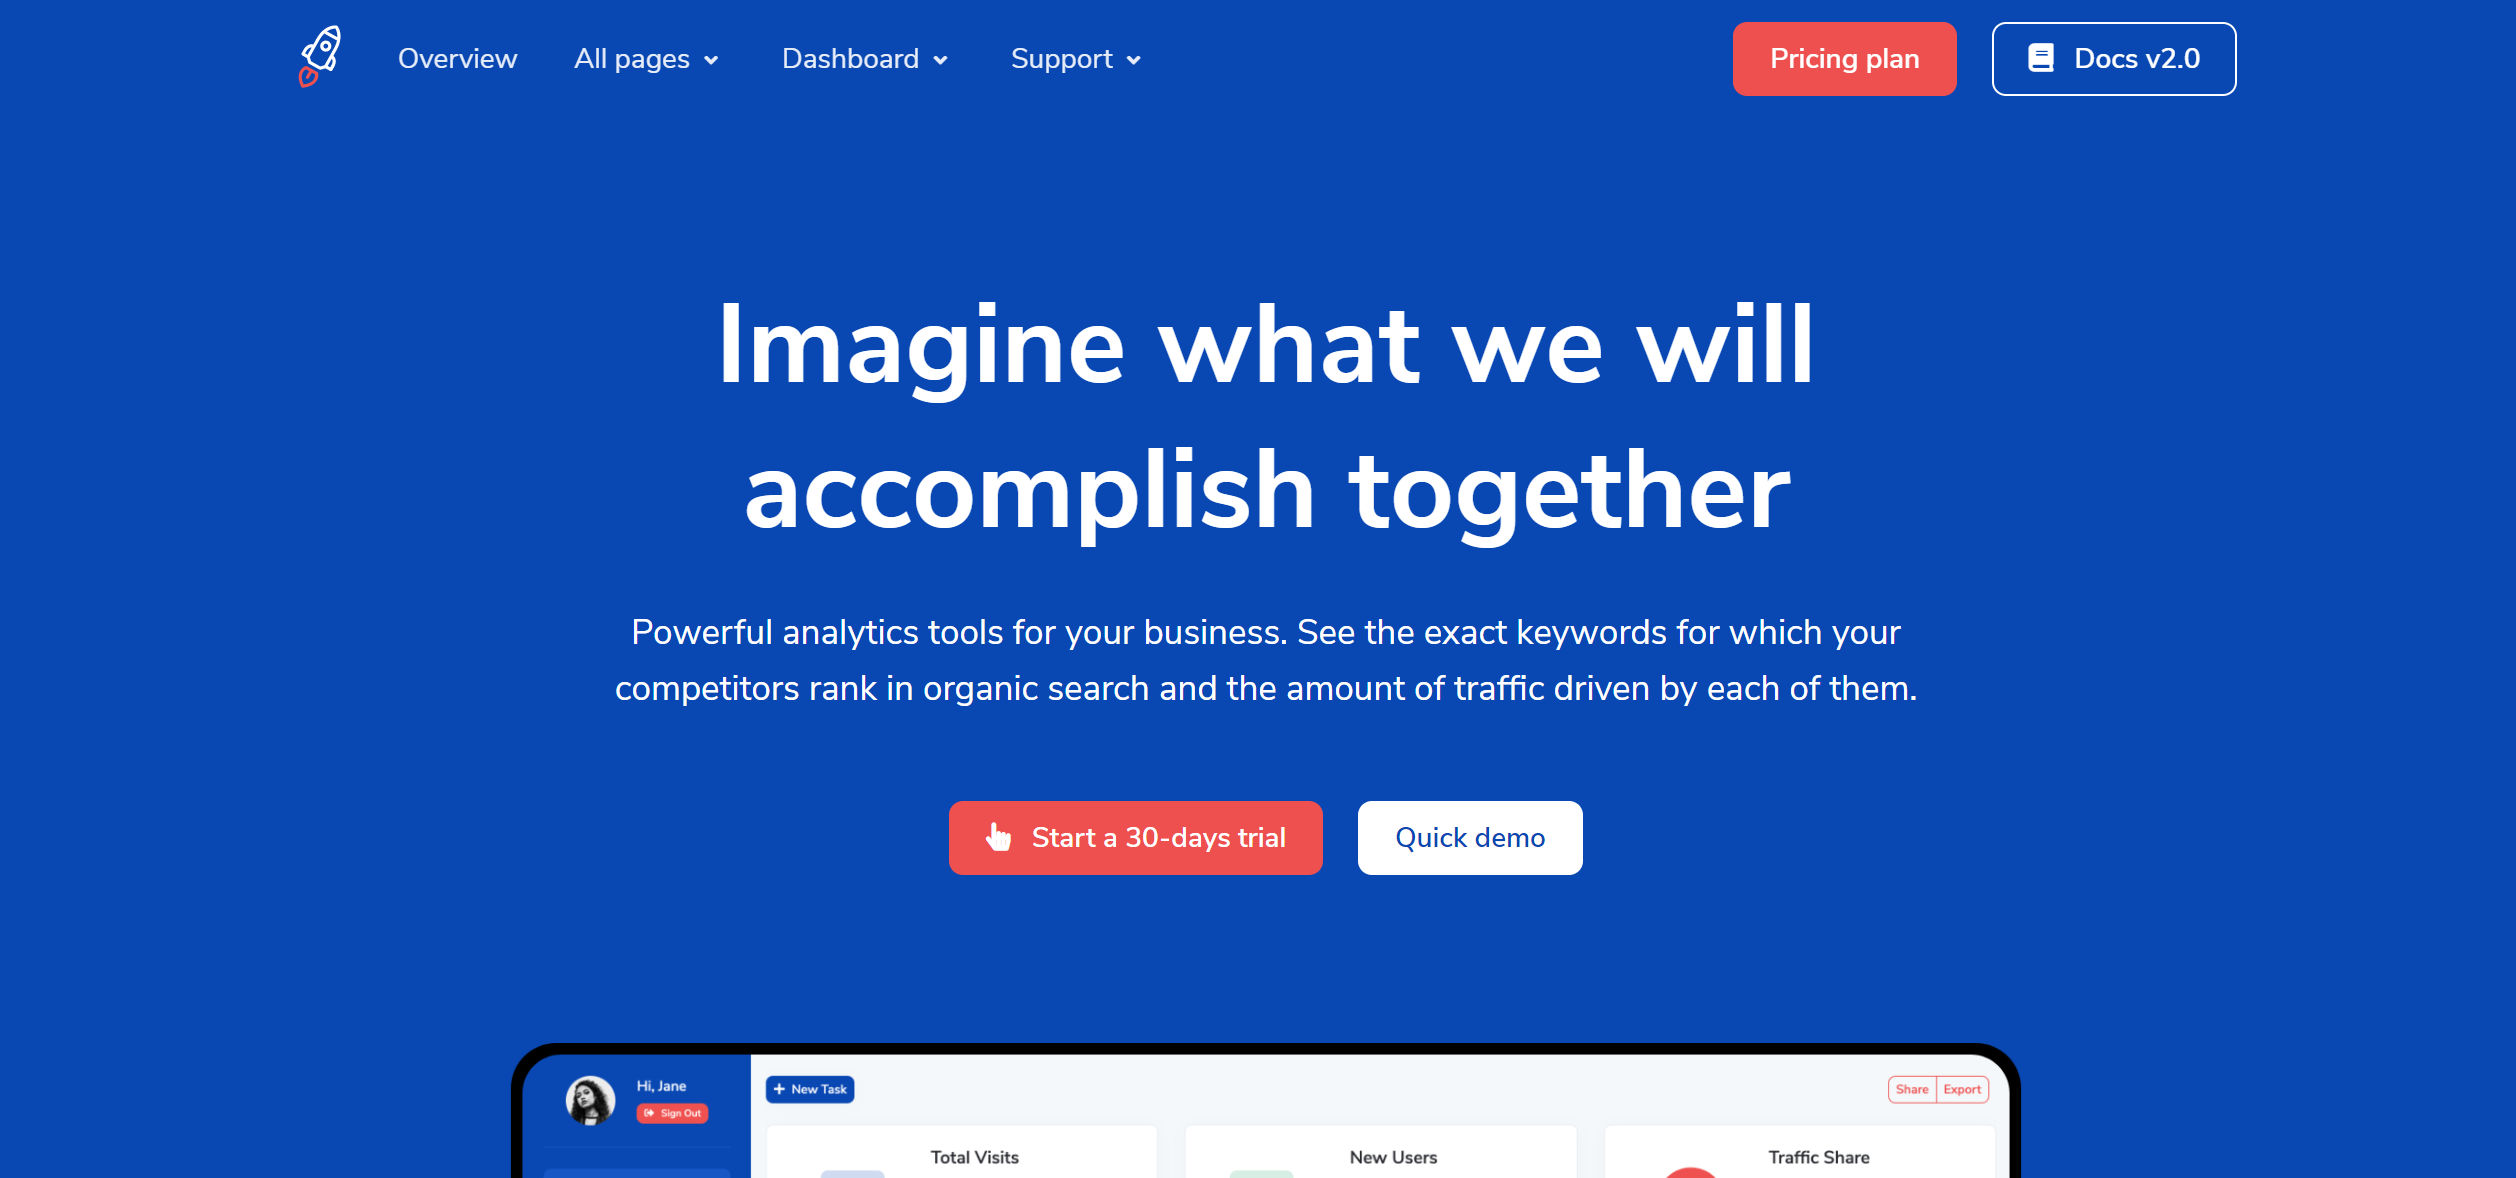 Overview
All pages
Dashboard
Support
Pricing plan
Docs v2.0
Imagine what we will
accomplish together
Powerful analytics tools for your business. See the exact keywords for which your
competitors rank in organic search and the amount of traffic driven by each of them.
Start a 30-days trial
Quick demo
Hi, Jane
Sign Out
New Task
Share
Export
Total Visits
New Users
Traffic Share